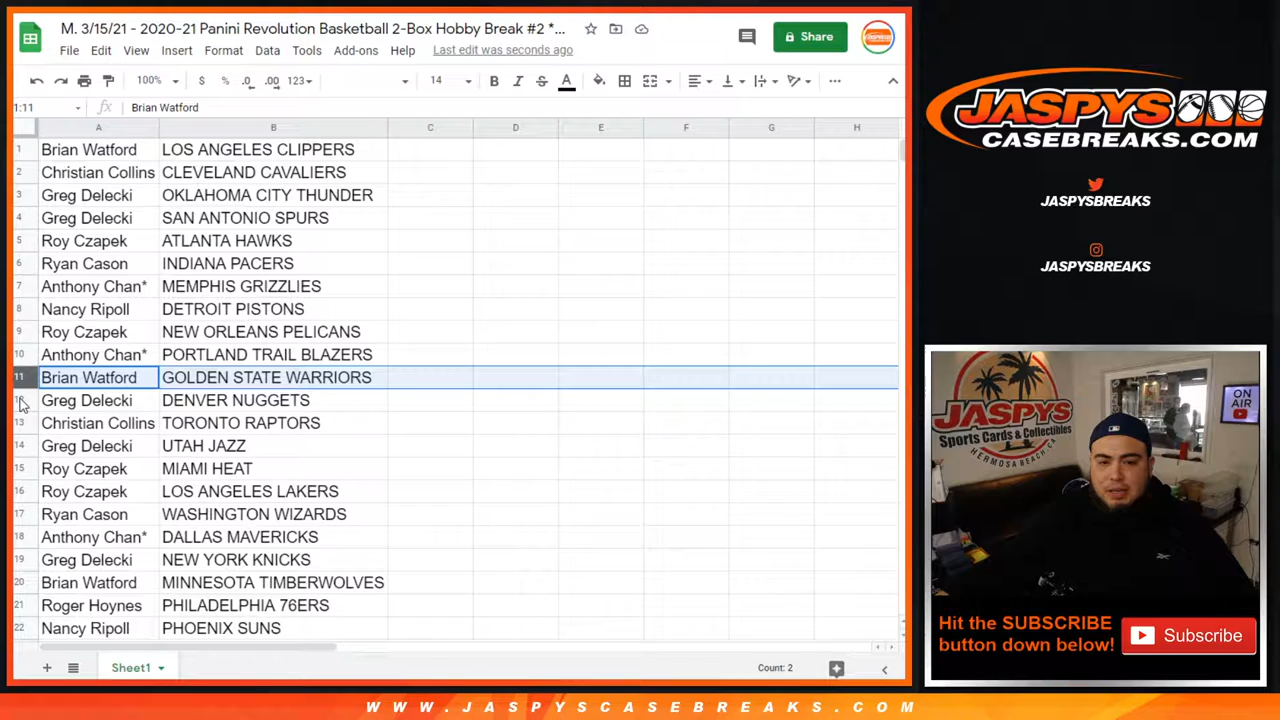 M. 3/15/21 - 2020-21 Panini Revolution Basketball 2-Box Hobby Break #2 *...
Share
File Edit View Insert Format Data Tools Add-ons Help Last edit was seconds ago
100% $ % .0 .00 123 14 B I S A
1:11 fx Brian Watford
A B C D E F G H
1 Brian Watford LOS ANGELES CLIPPERS
2 Christian Collins CLEVELAND CAVALIERS
3 Greg Delecki OKLAHOMA CITY THUNDER
4 Greg Delecki SAN ANTONIO SPURS
5 Roy Czapek ATLANTA HAWKS
6 Ryan Cason INDIANA PACERS
7 Anthony Chan* MEMPHIS GRIZZLIES
8 Nancy Ripoll DETROIT PISTONS
9 Roy Czapek NEW ORLEANS PELICANS
10 Anthony Chan* PORTLAND TRAIL BLAZERS
11 Brian Watford GOLDEN STATE WARRIORS
Greg Delecki DENVER NUGGETS
13 Christian Collins TORONTO RAPTORS
14 Greg Delecki UTAH JAZZ
15 Roy Czapek MIAMI HEAT
16 Roy Czapek LOS ANGELES LAKERS
17 Ryan Cason WASHINGTON WIZARDS
18 Anthony Chan* DALLAS MAVERICKS
19 Greg Delecki NEW YORK KNICKS
20 Brian Watford MINNESOTA TIMBERWOLVES
21 Roger Hoynes PHILADELPHIA 76ERS
22 Nancy Ripoll PHOENIX SUNS
Sheet1
Count: 2
JASPYS
CASEBREAKS.COM
JASPYSBREAKS
JASPYSBREAKS
JASPYS
Sports Cards & Collectibles
HERMOSA BEACH, CA
ON AIR
Hit the SUBSCRIBE
button down below!
Subscribe
WWW.JASPYSCASEBREAKS.COM